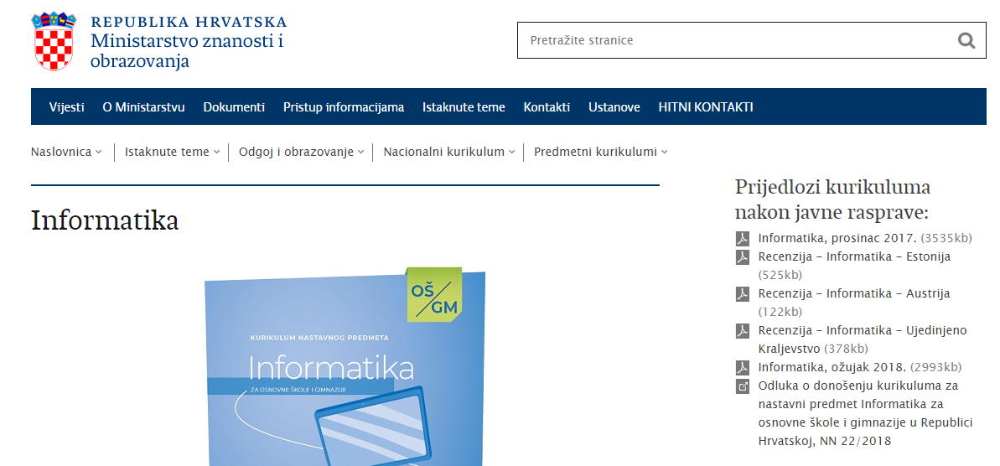 REPUBLIKA HRVATSKA
Ministarstvo znanosti i
obrazovanja
Pretražite stranice
Vijesti O Ministarstvu Dokumenti Pristup informacijama Istaknute teme Kontakti Ustanove HITNI KONTAKTI
Naslovnica Istaknute teme Odgoj i obrazovanje Nacionalni kurikulum Predmetni kurikulumi
Informatika
OŠ
GM
KURIKULUM NASTAVNOG PREDMETA
Informatika
ZA OSNOVNE ŠKOLE I GIMNAZIJE
Prijedlozi kurikuluma
nakon javne rasprave:
Informatika, prosinac 2017. (3535kb)
Recenzija – Informatika – Estonija
(525kb)
Recenzija – Informatika – Austrija
(122kb)
Recenzija – Informatika – Ujedinjeno
Kraljevstvo (378kb)
Informatika, ožujak 2018. (2993kb)
Odluka o donošenju kurikuluma za
nastavni predmet Informatika za
osnovne škole i gimnazije u Republici
Hrvatskoj, NN 22/2018